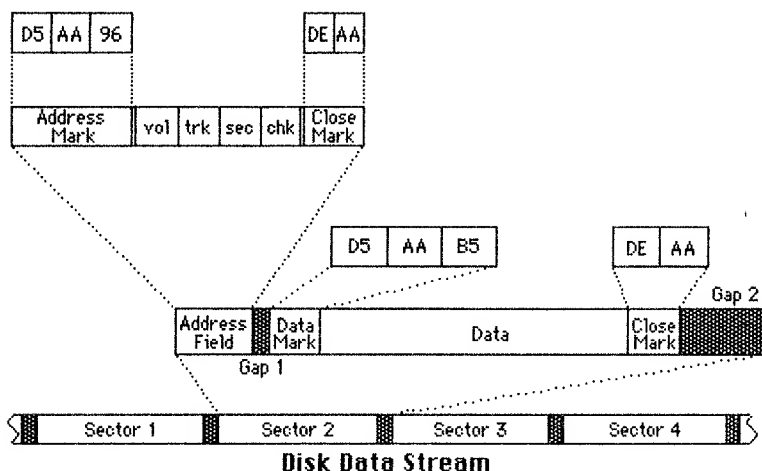 D5 AA 96 DE AA
Address Mark vol trk sec chk Close Mark
D5 AA B5 DE AA
Gap 2
Address Field Data Mark Data Close Mark
Gap 1
Sector 1 Sector 2 Sector 3 Sector 4
Disk Data Stream